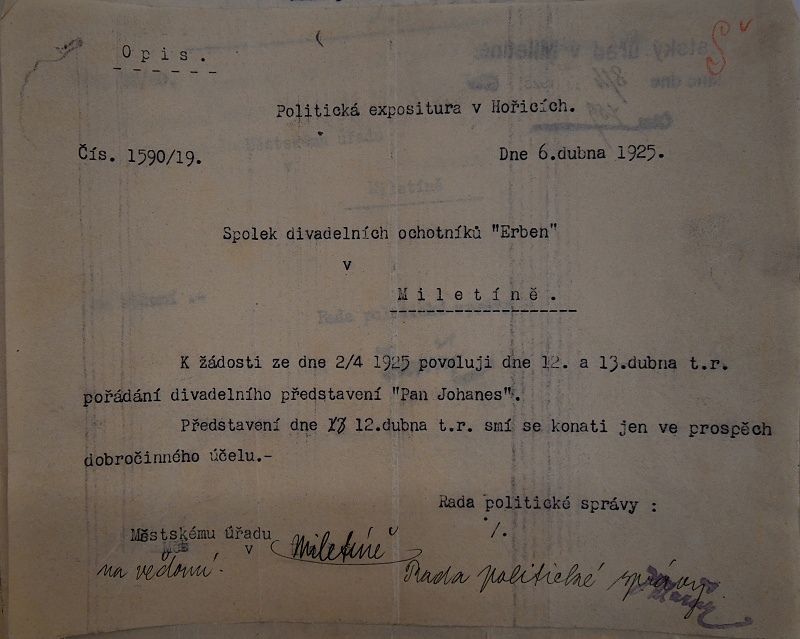 Opis.
Politická expositura v Hořicích.
Čís. 1590/19.
Dne 6.dubna 1925.
Spolek divadelních ochotníků "Erben"
v
Miletíně.
K žádosti ze dne 2/4 1925 povoluji dne 12. a 13.dubna t.r.
pořádání divadelního představení "Pan Johanes".
Představení dne 12.dubna t.r. smí se konati jen ve prospěch
dobročinného účelu.-
Rada politické správy :
Městskému úřadu
v Miletíně
na vědomí.
Rada politické správy